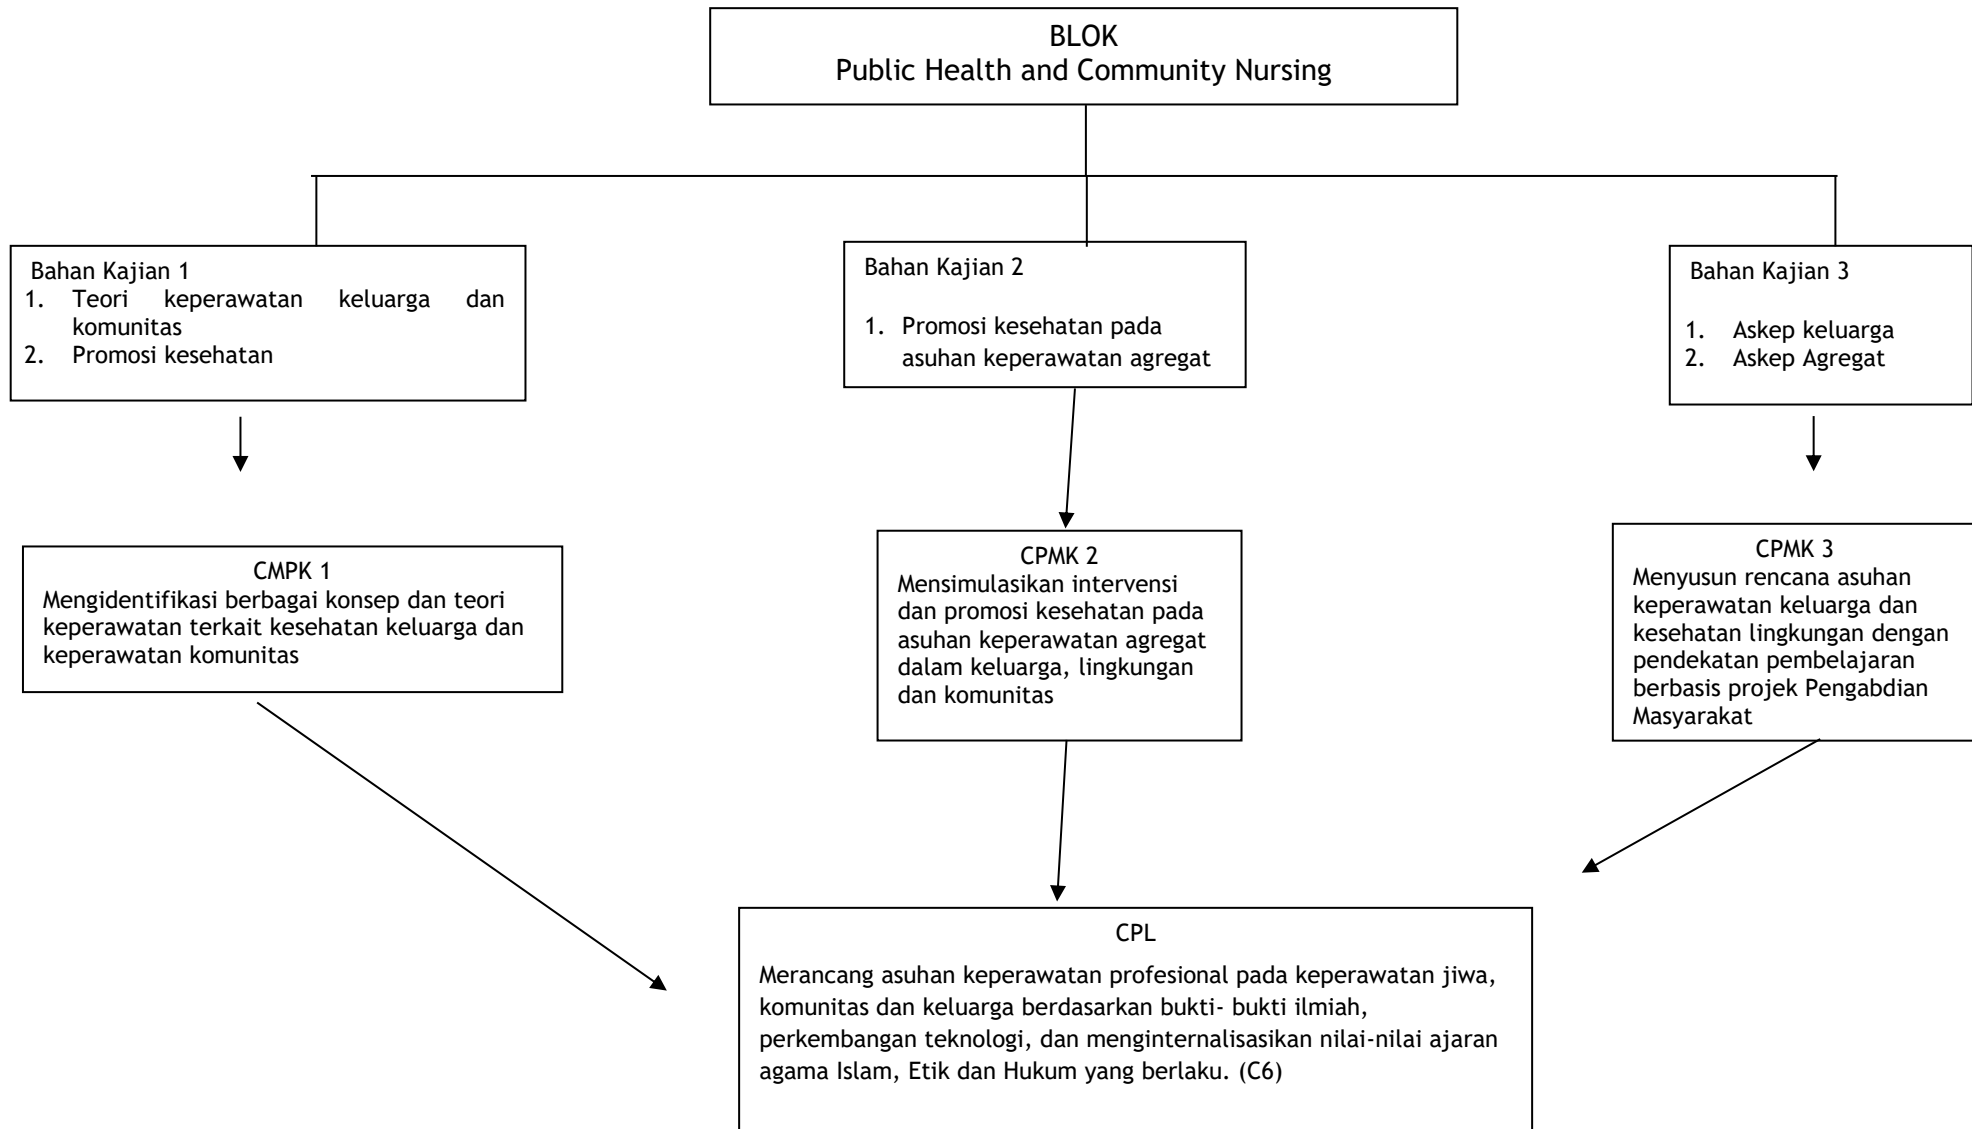 BLOK
Public Health and Community Nursing
Bahan Kajian 1
1. Teori keperawatan keluarga dan
komunitas
2. Promosi kesehatan
Bahan Kajian 2
1. Promosi kesehatan pada
asuhan keperawatan agregat
Bahan Kajian 3
1. Askep keluarga
2. Askep Agregat
CMPK 1
Mengidentifikasi berbagai konsep dan teori
keperawatan terkait kesehatan keluarga dan
keperawatan komunitas
CPMK 2
Mensimulasikan intervensi
dan promosi kesehatan pada
asuhan keperawatan agregat
dalam keluarga, lingkungan
dan komunitas
CPMK 3
Menyusun rencana asuhan
keperawatan keluarga dan
kesehatan lingkungan dengan
pendekatan pembelajaran
berbasis projek Pengabdian
Masyarakat
CPL
Merancang asuhan keperawatan profesional pada keperawatan jiwa,
komunitas dan keluarga berdasarkan bukti- bukti ilmiah,
perkembangan teknologi, dan menginternalisasikan nilai-nilai ajaran
agama Islam, Etik dan Hukum yang berlaku. (C6)